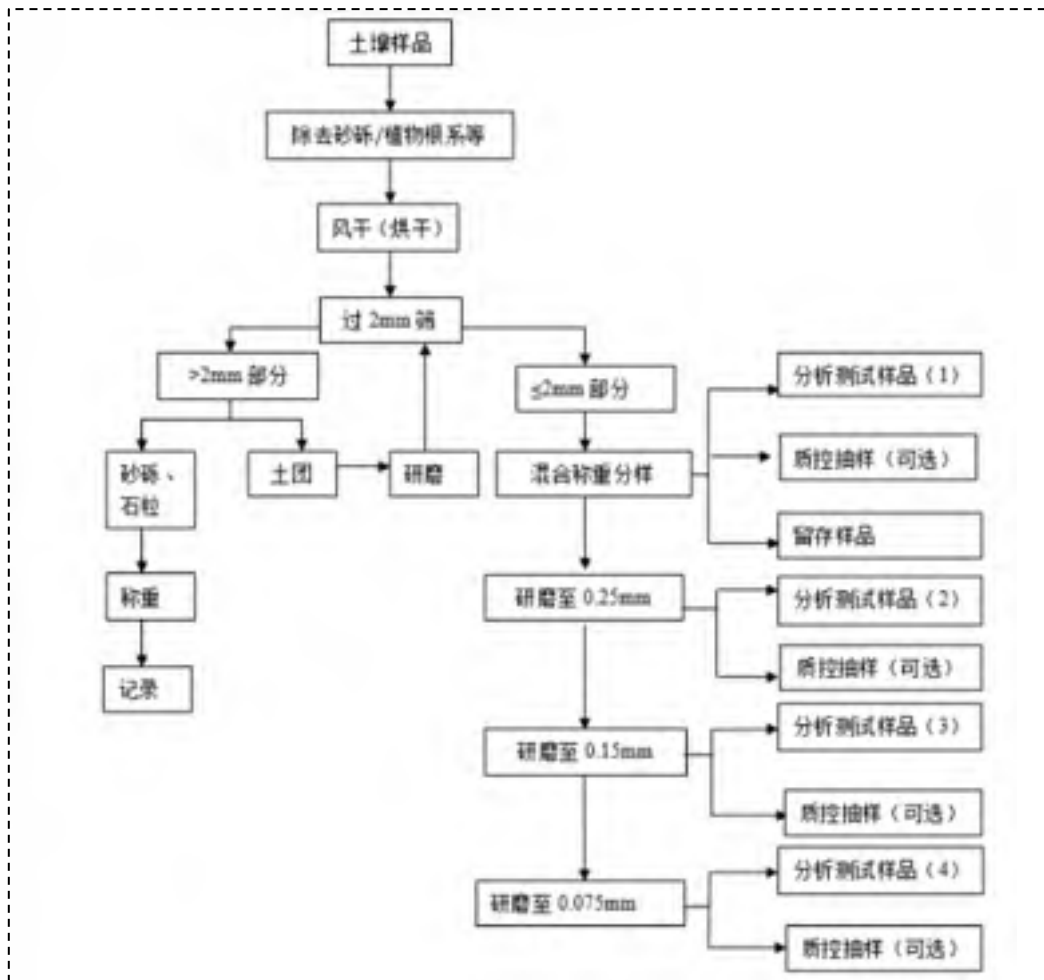 土壤样品
除去砂砾/植物根系等
风干（烘干）
过 2mm 筛
>2mm 部分
≤2mm 部分
砂砾、
石粒
土团
研磨
称重
记录
混合称重分样
分析测试样品（1）
质控抽样（可选）
留存样品
研磨至 0.25mm
分析测试样品（2）
质控抽样（可选）
研磨至 0.15mm
分析测试样品（3）
质控抽样（可选）
研磨至 0.075mm
分析测试样品（4）
质控抽样（可选）